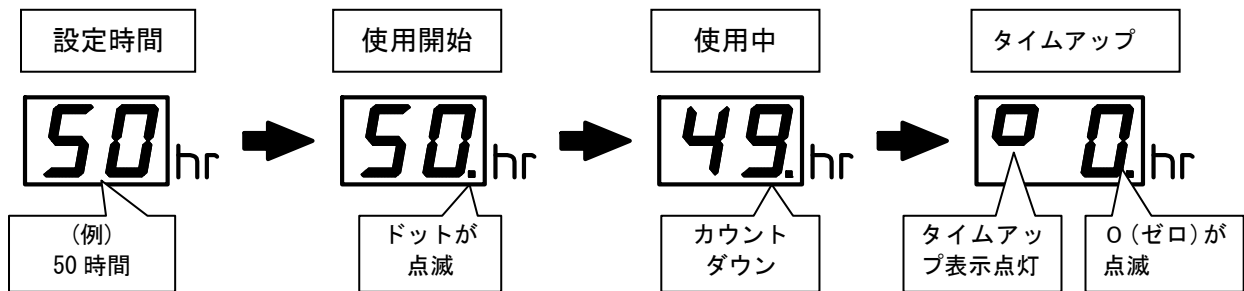 設定時間
使用開始
使用中
タイムアップ
50 hr
50. hr
49. hr
o 0. hr
(例)
50 時間
ドットが
点滅
カウント
ダウン
タイムアッ
プ表示点灯
0(ゼロ)が
点滅